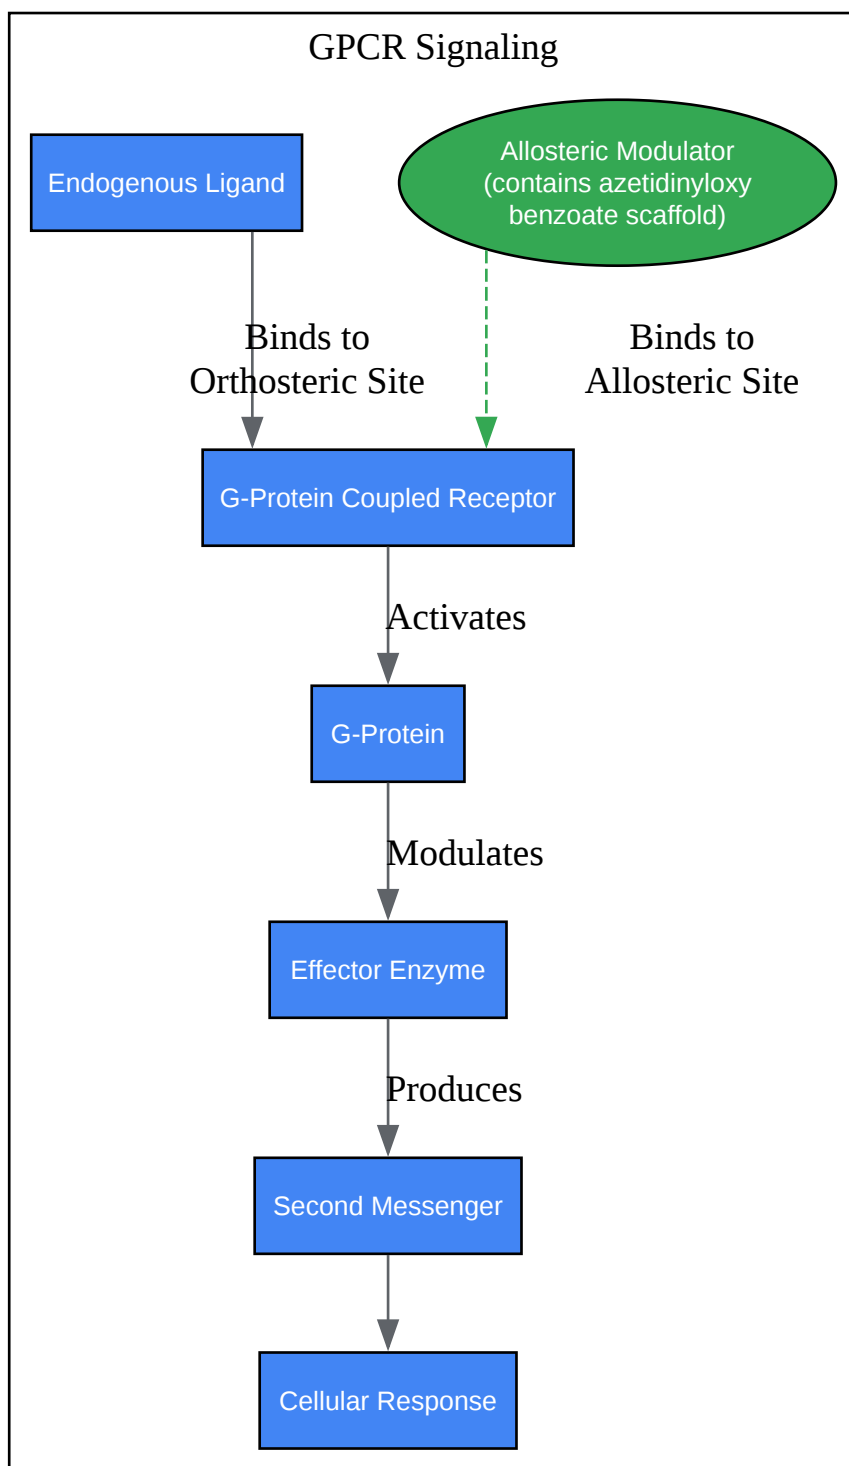 GPCR Signaling
Endogenous Ligand
Allosteric Modulator
(contains azetidinyloxy
benzoate scaffold)
Binds to
Orthosteric Site
Binds to
Allosteric Site
G-Protein Coupled Receptor
Activates
G-Protein
Modulates
Effector Enzyme
Produces
Second Messenger
Cellular Response